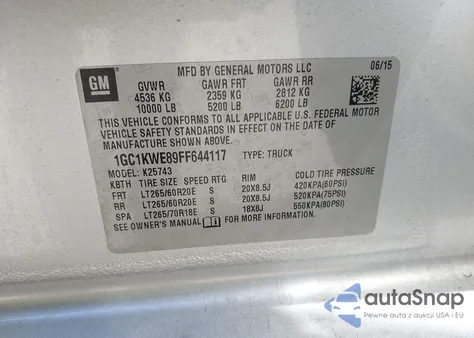 GM
MFD BY GENERAL MOTORS LLC
06/15
GVWR GAWR FRT GAWR RR
4536 KG 2359 KG 2812 KG
10000 LB 5200 LB 6200 LB
THIS VEHICLE CONFORMS TO ALL APPLICABLE U.S. FEDERAL MOTOR
VEHICLE SAFETY STANDARDS IN EFFECT ON THE DATE OF
MANUFACTURE SHOWN ABOVE.
1GC1KWE89FF644117 TYPE: TRUCK
MODEL: K25743
KBTH TIRE SIZE SPEED RTG RIM COLD TIRE PRESSURE
FRT LT265/60R20E S 20X8.5J 420KPA(60PSI)
RR LT265/60R20E S 20X8.5J 520KPA(75PSI)
SPA LT265/70R18E S 18X8J 550KPA(80PSI)
SEE OWNER'S MANUAL FOR MORE INFORMATION.
autoSnap
Pewne auta z USA i EU